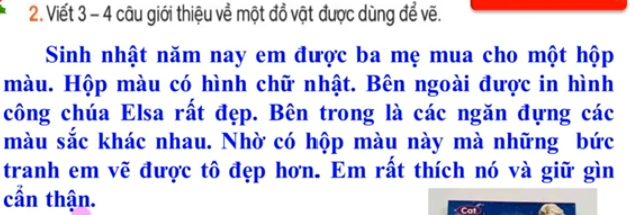 2. Viết 3 - 4 câu giới thiệu về một đồ vật được dùng để vẽ.
Sinh nhật năm nay em được ba mẹ mua cho một hộp
màu. Hộp màu có hình chữ nhật. Bên ngoài được in hình
công chúa Elsa rất đẹp. Bên trong là các ngăn đựng các
màu sắc khác nhau. Nhờ có hộp màu này mà những bức
tranh em vẽ được tô đẹp hơn. Em rất thích nó và giữ gìn
cẩn thận.
Cat